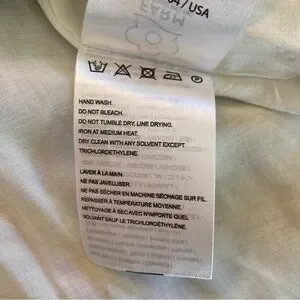 /USA
FARM
HAND WASH.
DO NOT BLEACH.
DO NOT TUMBLE DRY, LINE DRYING.
IRON AT MEDIUM HEAT.
DRY CLEAN WITH ANY SOLVENT EXCEPT
TRICHLOROETHYLENE.
LAVER À LA MAIN.
NE PAS JAVELJSER.
NE PAS SÉCHER EN MACHINE SÉCHAGE SUR FIL.
REPASSER À TEMPÉRATURE MOYENNE.
NETTOYAGE À SEC AVEC N'IMPORTE QUEL
SOLVANT SAUF LE TRICHLOROÉTHYLÈNE.